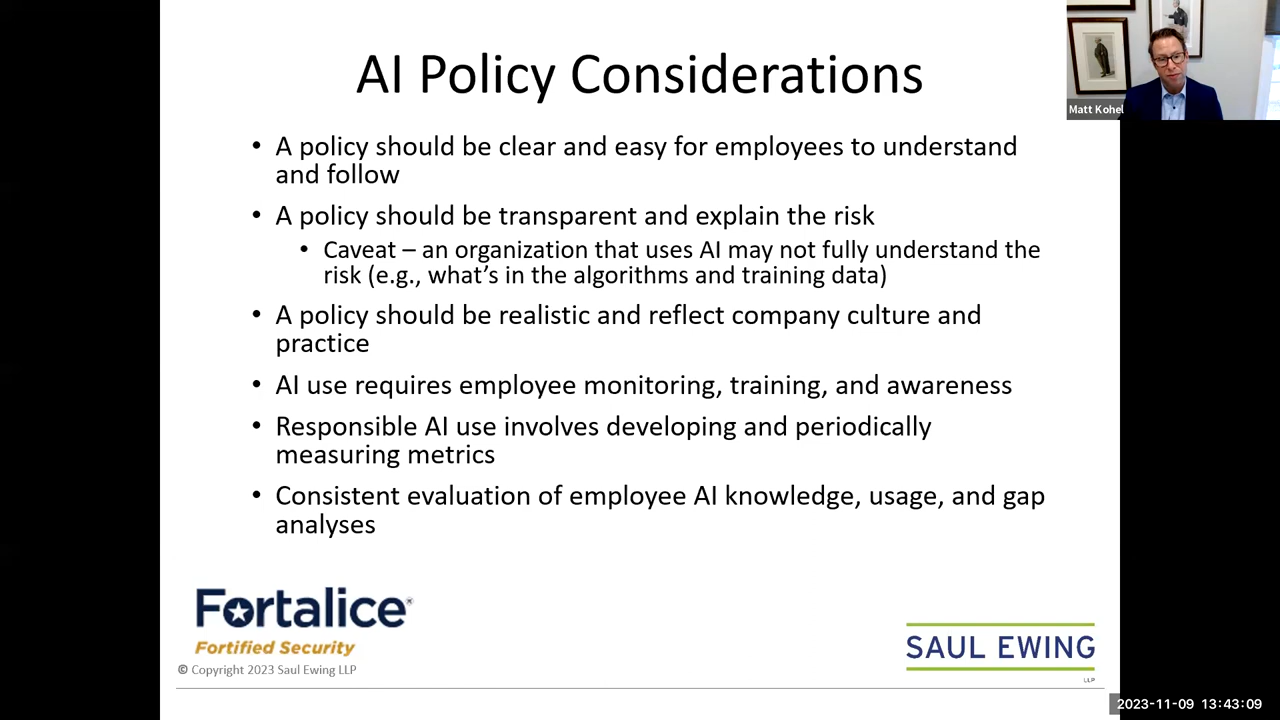 AI Policy Considerations
Matt Kohel
• A policy should be clear and easy for employees to understand
and follow
• A policy should be transparent and explain the risk
• Caveat – an organization that uses AI may not fully understand the
risk (e.g., what's in the algorithms and training data)
• A policy should be realistic and reflect company culture and
practice
• AI use requires employee monitoring, training, and awareness
• Responsible AI use involves developing and periodically
measuring metrics
• Consistent evaluation of employee AI knowledge, usage, and gap
analyses
Fortalice®
Fortified Security
© Copyright 2023 Saul Ewing LLP
SAUL EWING
LLP
2023-11-09 13:43:09